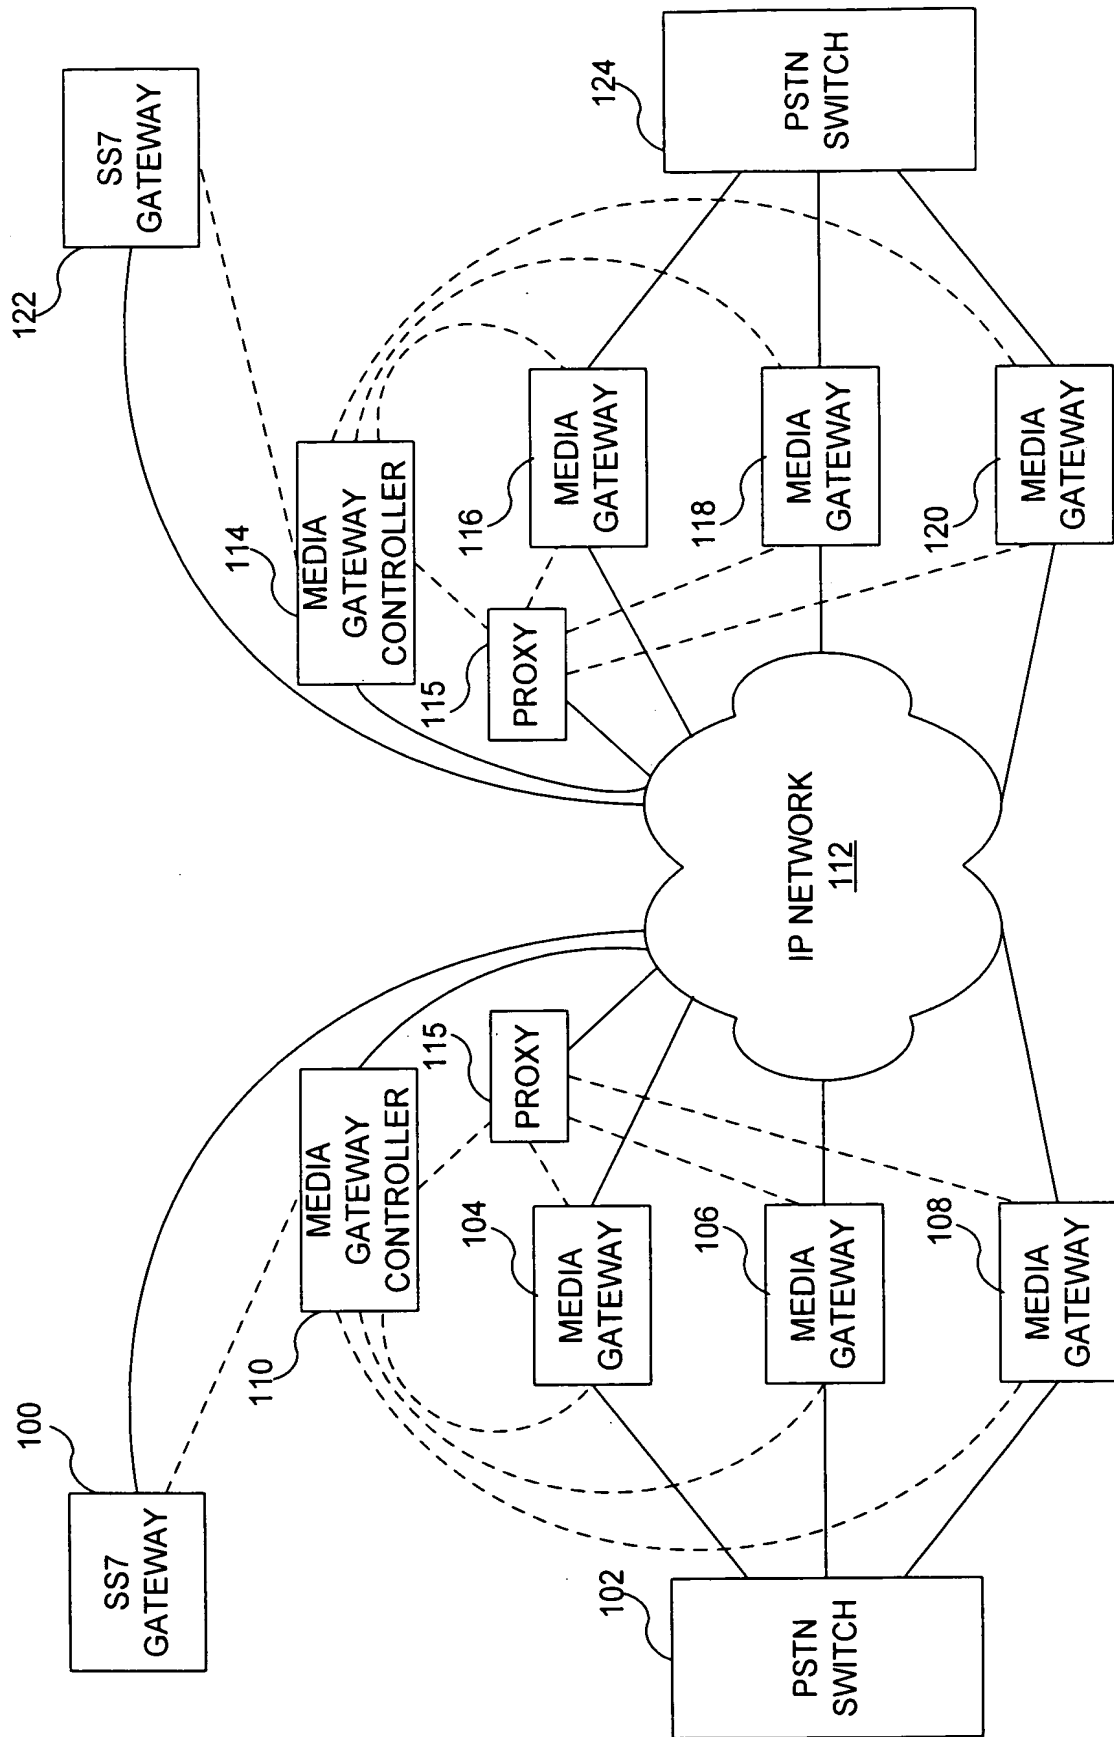 100
SS7
GATEWAY
122
SS7
GATEWAY
110
MEDIA
GATEWAY
CONTROLLER
114
MEDIA
GATEWAY
CONTROLLER
115
PROXY
115
PROXY
104
MEDIA
GATEWAY
116
MEDIA
GATEWAY
102
PSTN
SWITCH
106
MEDIA
GATEWAY
IP NETWORK
112
118
MEDIA
GATEWAY
124
PSTN
SWITCH
108
MEDIA
GATEWAY
120
MEDIA
GATEWAY